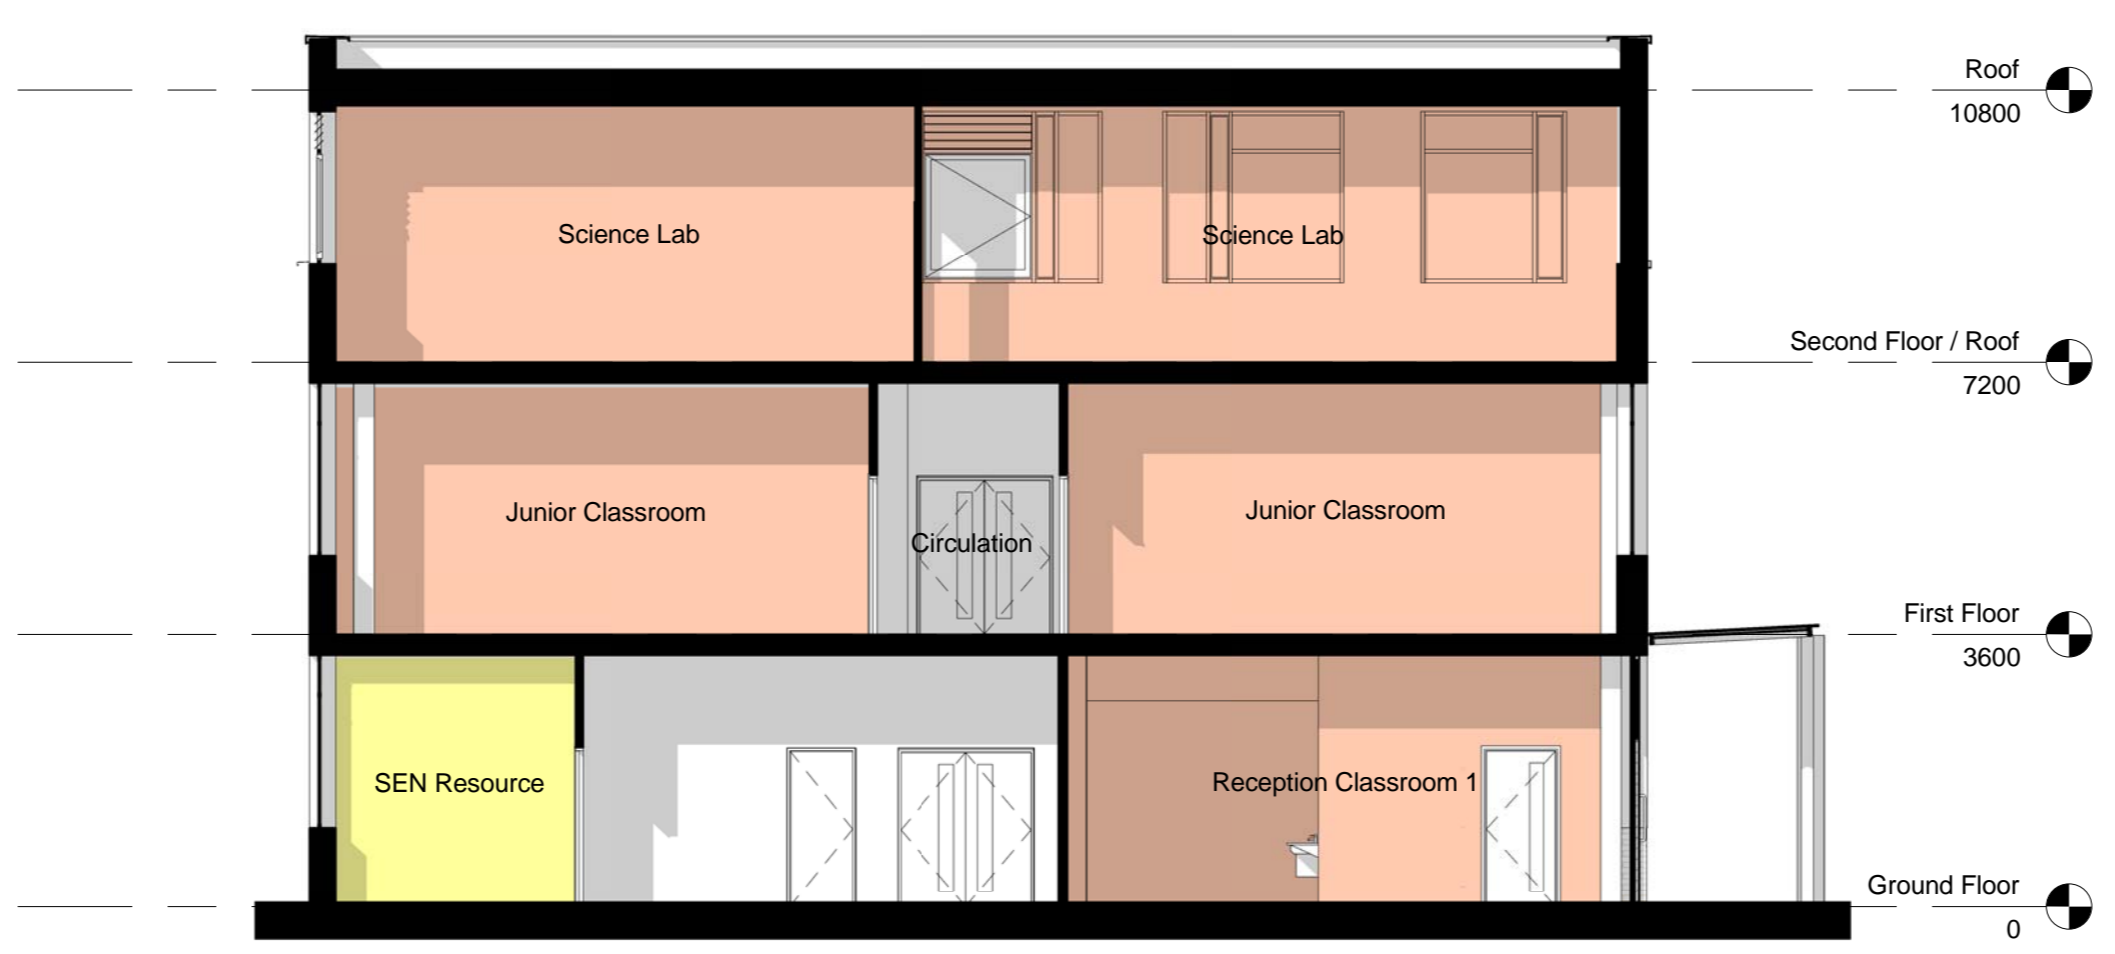 Roof
10800
Science Lab
Science Lab
Second Floor / Roof
7200
Junior Classroom
Junior Classroom
Circulation
First Floor
3600
SEN Resource
Reception Classroom 1
Ground Floor
0